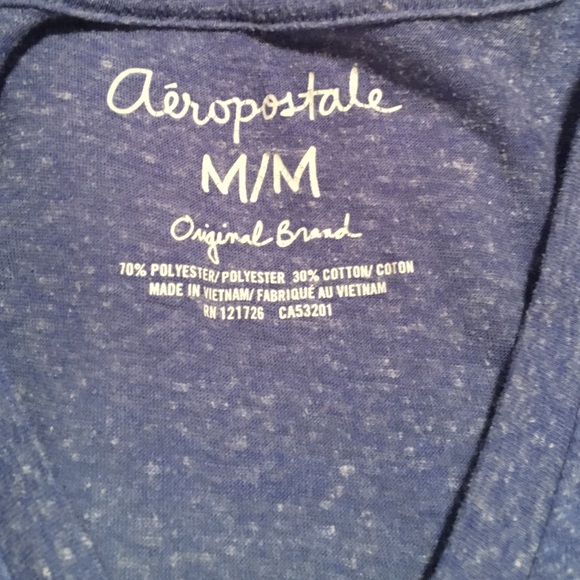 aéropostale
M/M
Original Brand
70% POLYESTER/POLYESTER 30% COTTON/COTON
MADE IN VIETNAM/FABRIQUÉ AU VIETNAM
RN 121726 CA53201